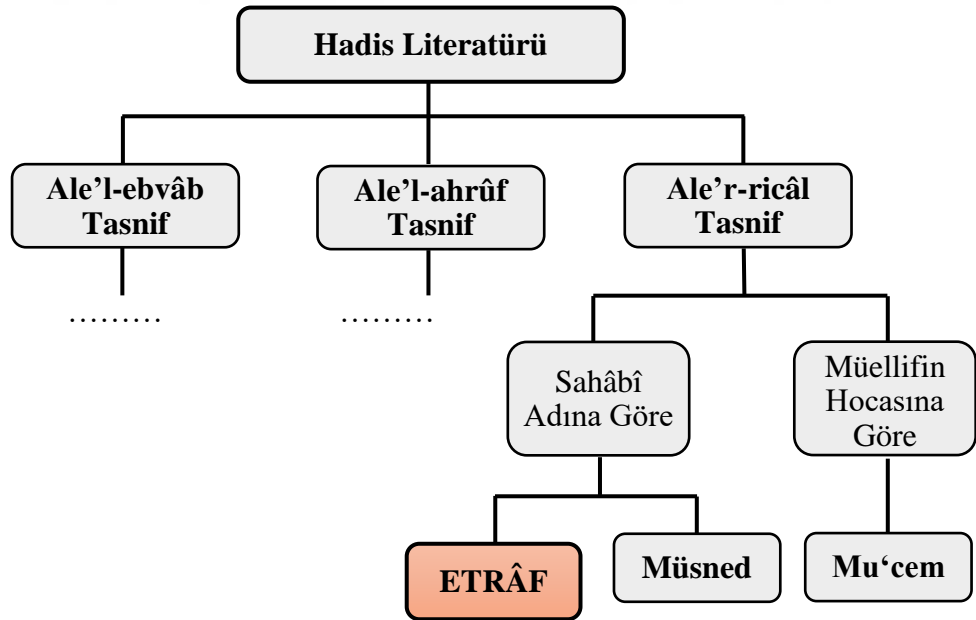 Hadis Literatürü
Ale’l-ebvâb
Tasnif
Ale’l-ahrûf
Tasnif
Ale’r-ricâl
Tasnif
………
………
Sahâbî
Adına Göre
Müellifin
Hocasına
Göre
ETRÂF
Müsned
Mu‘cem